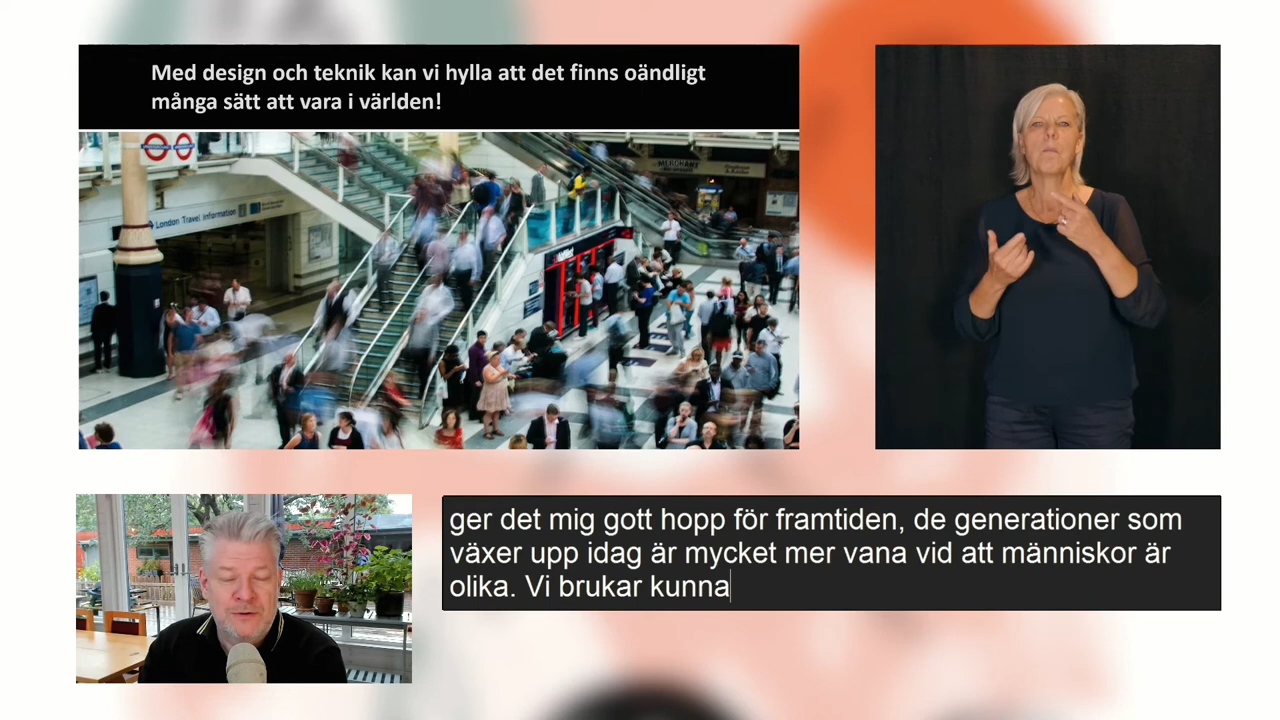 Med design och teknik kan vi hylla att det finns oändligt
många sätt att vara i världen!
London Travel Information
MERCHANT
ger det mig gott hopp för framtiden, de generationer som
växer upp idag är mycket mer vana vid att människor är
olika. Vi brukar kunna